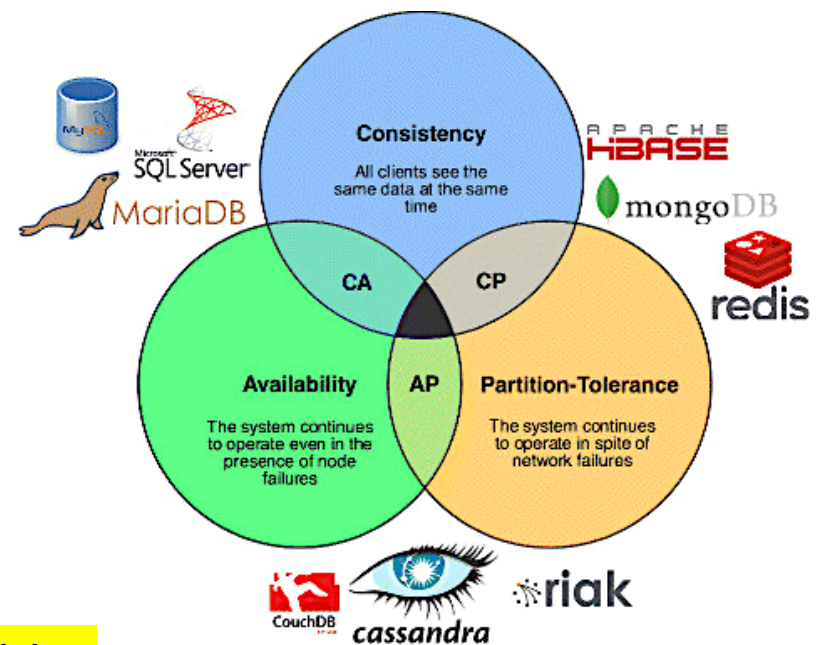 MySQL
Microsoft
SQL Server
MariaDB
Consistency
All clients see the
same data at the same
time
APACHE
HBASE
mongoDB
redis
CA
CP
Availability
The system continues
to operate even in the
presence of node
failures
AP
Partition-Tolerance
The system continues
to operate in spite of
network failures
CouchDB
cassandra
riak